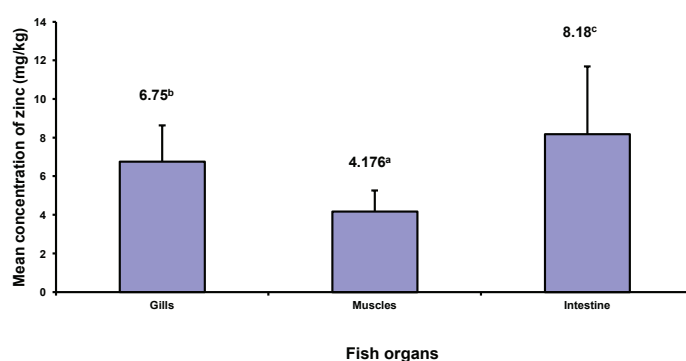 Mean concentration of zinc (mg/kg)
14
12
10
8
6
4
2
0
6.75ᵇ
4.176ᵃ
8.18ᶜ
Gills
Muscles
Intestine
Fish organs